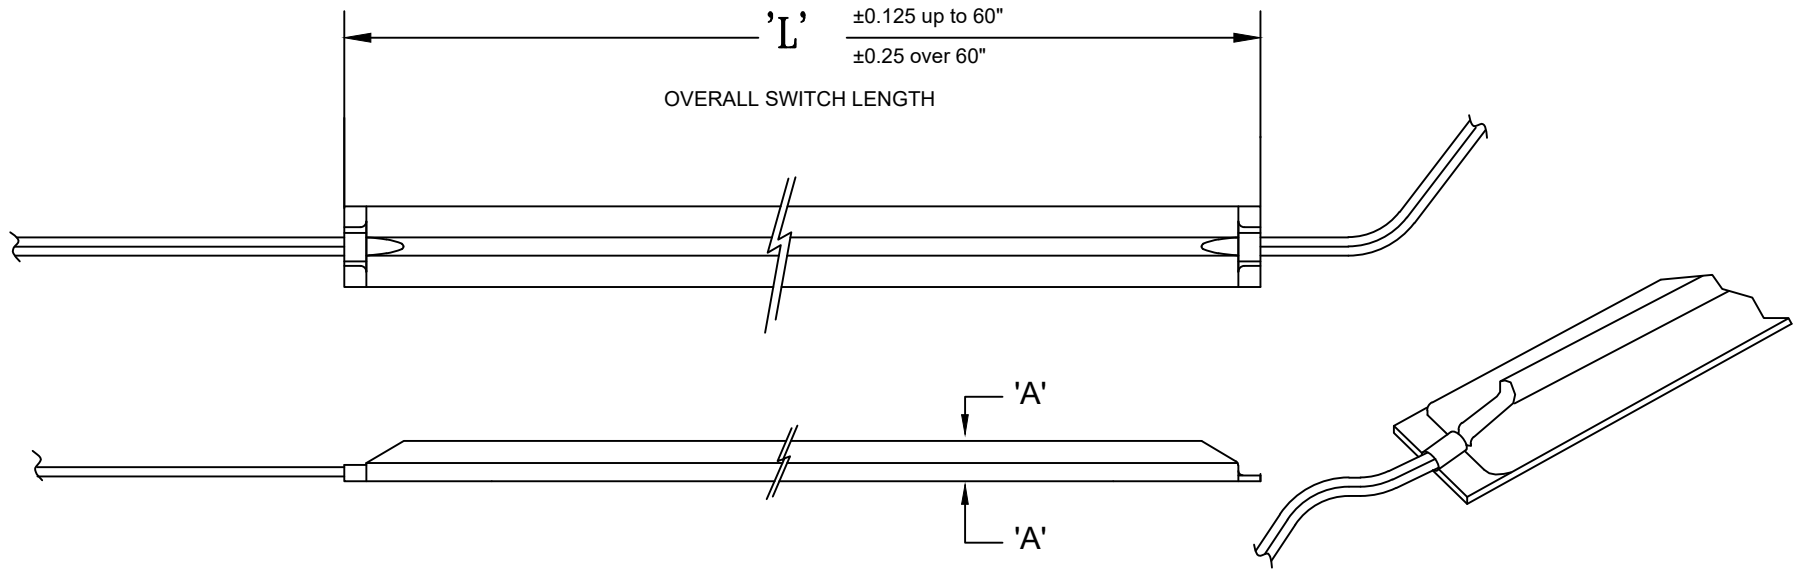 'L' ±0.125 up to 60"
±0.25 over 60"
OVERALL SWITCH LENGTH
'A'
'A'